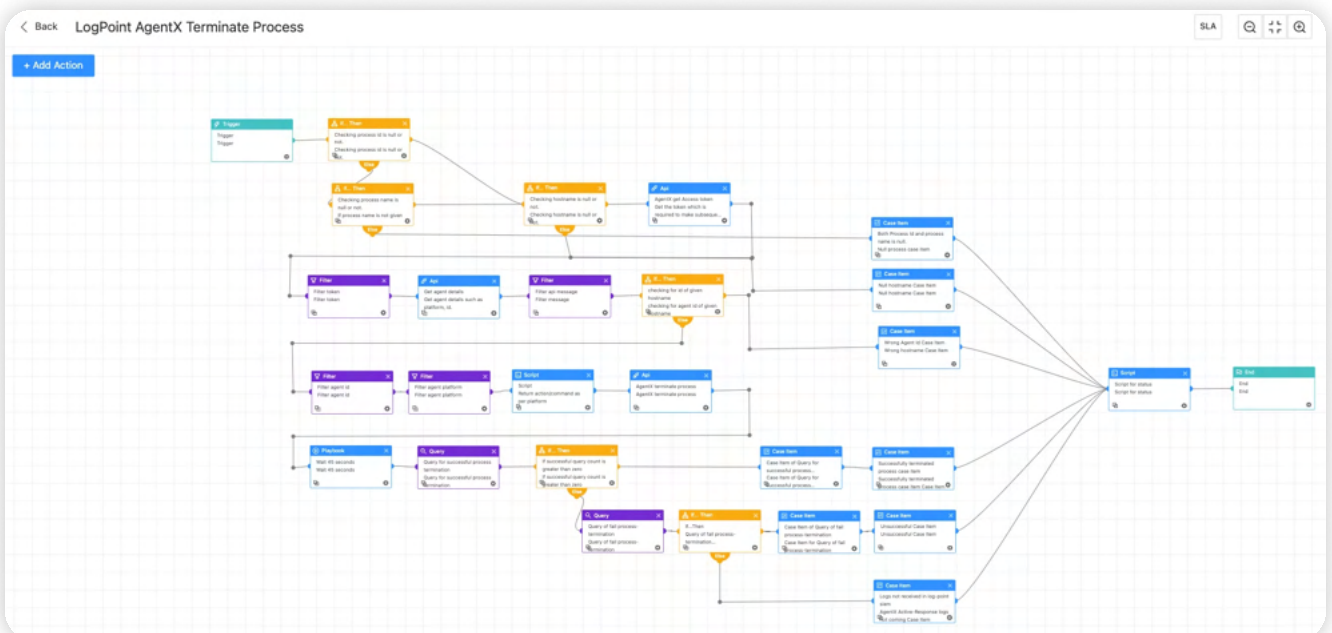 Back LogPoint AgentX Terminate Process SLA
+ Add Action
Trigger
Trigger
Trigger
If... Then
Checking process id is null or
not.
Checking process id is null or
not.
Else
If... Then
Checking process name is
null or not.
If process name is not given
Else
If... Then
Checking hostname is null or
not.
Checking hostname is null or
not.
Else
Api
AgentX get Access token
Get the token which is
required to make subseque...
Case Item
Both Process id and process
name is null.
Null process case item
Filter
Filter token
Filter token
Api
Get agent details
Get agent details such as
platform, id.
Filter
Filter api message
Filter message
If... Then
checking for id of given
hostname
checking for agent id of given
hostname
Else
Case Item
Null hostname Case Item
Null hostname Case Item
Case Item
Wrong Agent id Case Item
Wrong hostname Case Item
Filter
Filter agent id
Filter agent id
Filter
Filter agent platform
Filter agent platform
Script
Script
Return action/command as
per platform
Api
AgentX terminate process
AgentX terminate process
Script
Script for status
Script for status
End
End
End
Playbook
Wait 45 seconds
Wait 45 seconds
Query
Query for successful process
termination
Query for successful process
termination
If... Then
If successful query count is
greater than zero
If successful query count is
greater than zero
Else
Case Item
Case Item of Query for
successful process...
Case Item of Query for
successful process...
Case Item
Successfully terminated
process case item
Successfully terminated
process case item Case Item
Query
Query of fail process-
termination
Query of fail process-
termination
If... Then
If...Then
Query of fail process-
termination...
Else
Case Item
Case Item of Query of fail
process-termination
Case Item for Query of fail
process-termination
Case Item
Unsuccessful Case Item
Unsuccessful Case Item
Case Item
Logs not received in log point
siem
AgentX Active Response logs
not coming Case Item